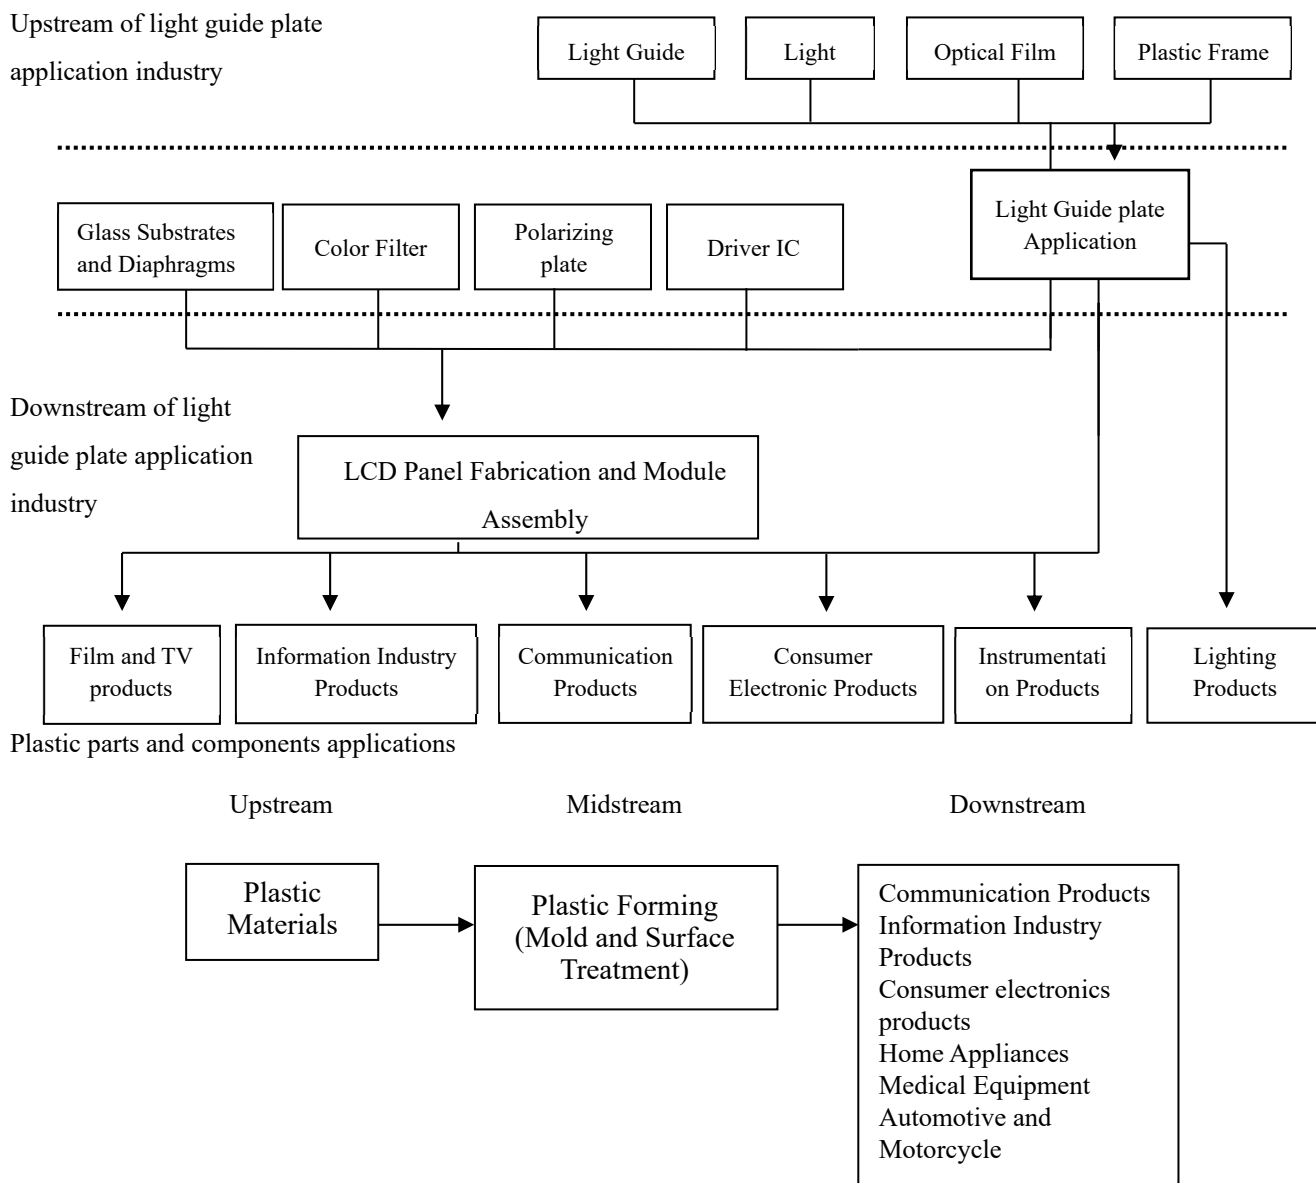 Upstream of light guide plate
application industry
Light Guide
Light
Optical Film
Plastic Frame
Glass Substrates
and Diaphragms
Color Filter
Polarizing
plate
Driver IC
Light Guide plate
Application
Downstream of light
guide plate application
industry
LCD Panel Fabrication and Module
Assembly
Film and TV
products
Information Industry
Products
Communication
Products
Consumer
Electronic Products
Instrumentati
on Products
Lighting
Products
Plastic parts and components applications
Upstream
Midstream
Downstream
Plastic
Materials
Plastic Forming
(Mold and Surface
Treatment)
Communication Products
Information Industry
Products
Consumer electronics
products
Home Appliances
Medical Equipment
Automotive and
Motorcycle